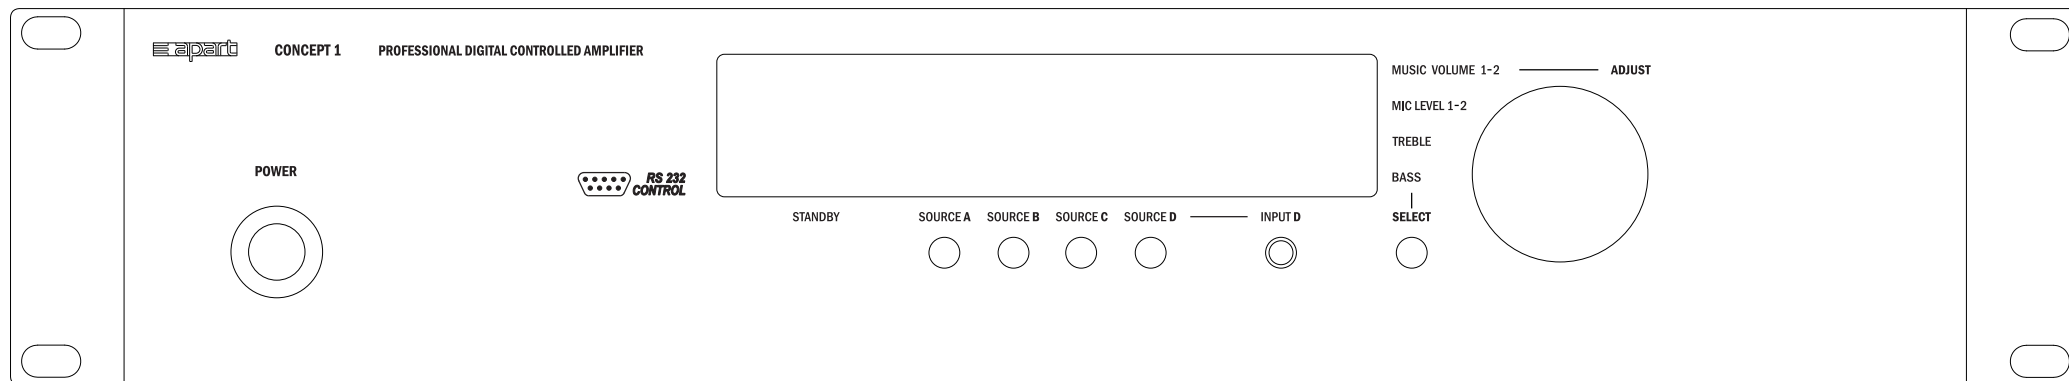 apart CONCEPT 1 PROFESSIONAL DIGITAL CONTROLLED AMPLIFIER
MUSIC VOLUME 1-2 ADJUST
MIC LEVEL 1-2
TREBLE
BASS
POWER
RS 232
CONTROL
STANDBY SOURCE A SOURCE B SOURCE C SOURCE D INPUT D SELECT